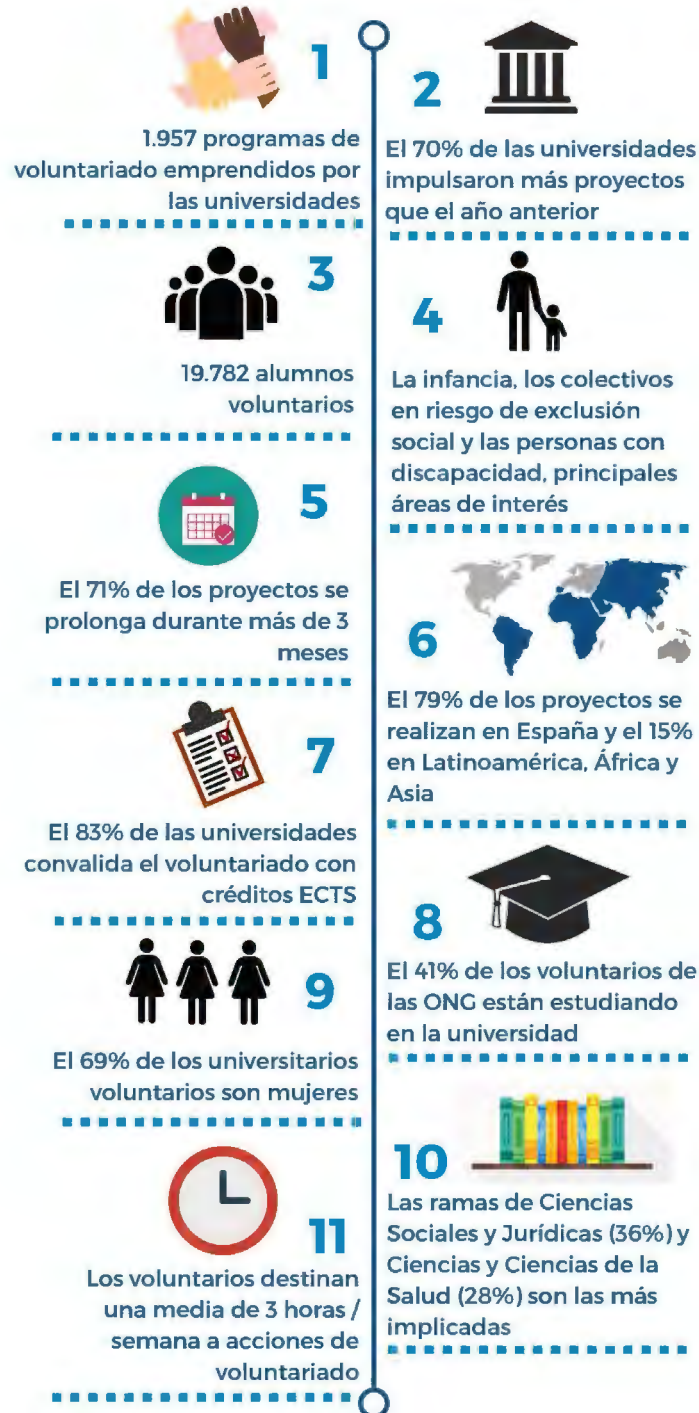 1
1.957 programas de
voluntariado emprendidos por
las universidades
2
El 70% de las universidades
impulsaron más proyectos
que el año anterior
3
19.782 alumnos
voluntarios
4
La infancia, los colectivos
en riesgo de exclusión
social y las personas con
discapacidad, principales
áreas de interés
5
El 71% de los proyectos se
prolonga durante más de 3
meses
6
El 79% de los proyectos se
realizan en España y el 15%
en Latinoamérica, África y
Asia
7
El 83% de las universidades
convalida el voluntariado con
créditos ECTS
8
El 41% de los voluntarios de
las ONG están estudiando
en la universidad
9
El 69% de los universitarios
voluntarios son mujeres
10
Las ramas de Ciencias
Sociales y Jurídicas (36%) y
Ciencias y Ciencias de la
Salud (28%) son las más
implicadas
11
Los voluntarios destinan
una media de 3 horas /
semana a acciones de
voluntariado